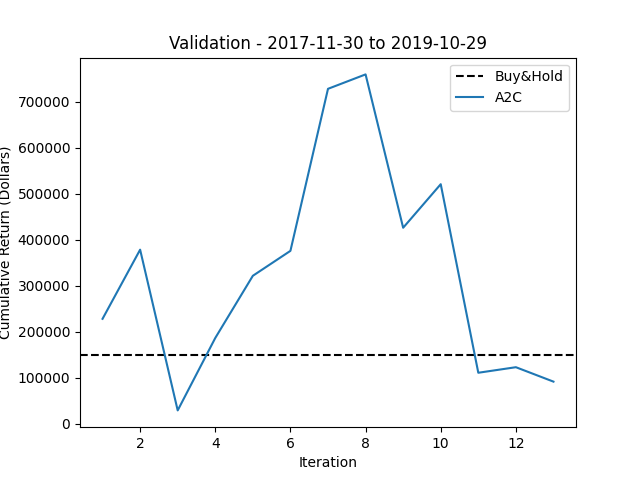 Validation - 2017-11-30 to 2019-10-29
Buy&Hold
A2C
Cumulative Return (Dollars)
700000
600000
500000
400000
300000
200000
100000
0
2
4
6
8
10
12
Iteration